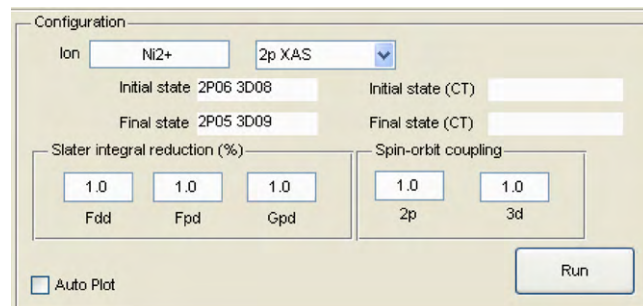 Configuration
Ion Ni2+ 2p XAS
Initial state 2P06 3D08 Initial state (CT)
Final state 2P05 3D09 Final state (CT)
Slater integral reduction (%) Spin-orbit coupling
1.0 1.0 1.0 1.0 1.0
Fdd Fpd Gpd 2p 3d
Auto Plot Run